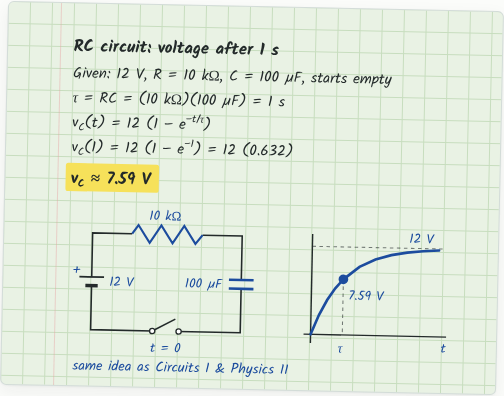 RC circuit: voltage after 1 s
Given: 12 V, R = 10 kΩ, C = 100 μF, starts empty
τ = RC = (10 kΩ)(100 μF) = 1 s
v_C(t) = 12 (1 − e^(−t/τ))
v_C(1) = 12 (1 − e^(−1)) = 12 (0.632)
v_C ≈ 7.59 V
10 kΩ
+
12 V
100 μF
t = 0
12 V
7.59 V
τ
t
same idea as Circuits I & Physics II